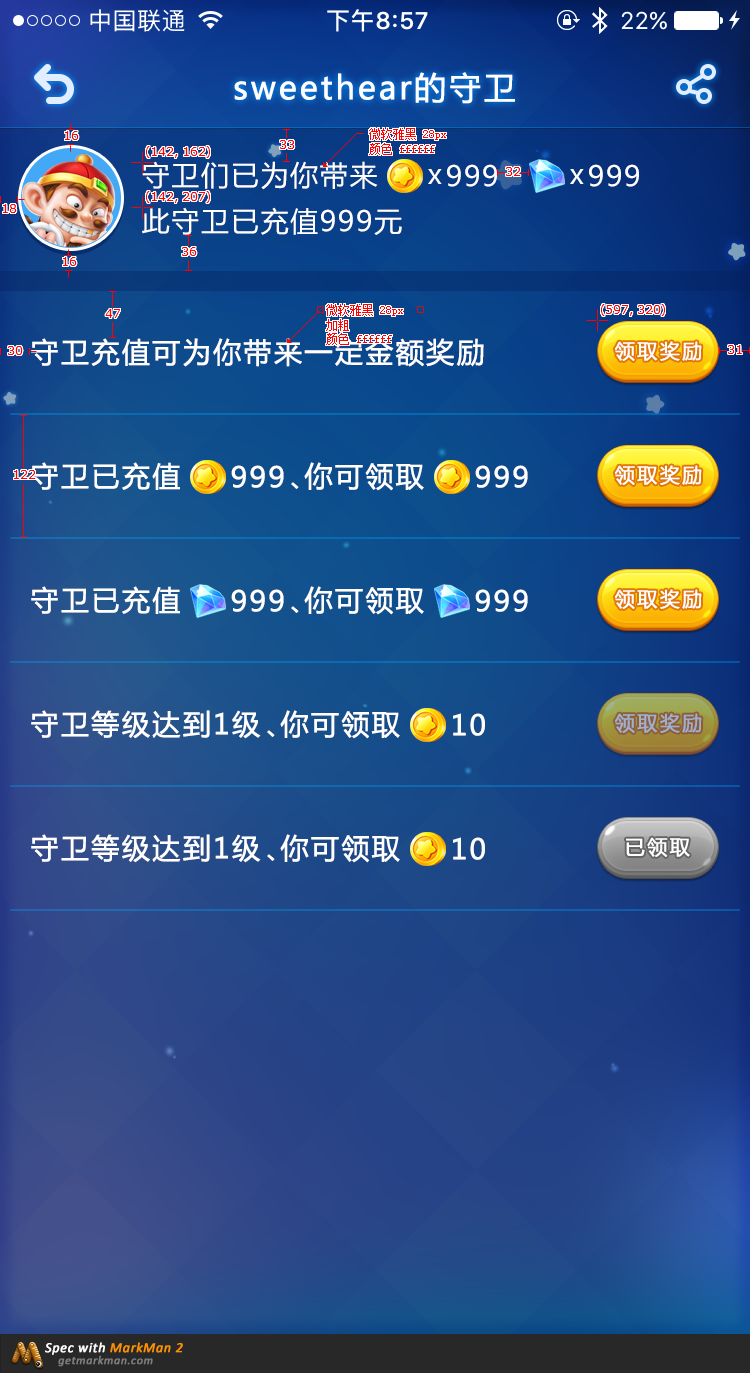 中国联通 下午8:57 22%
sweethear的守卫
16
33
微软雅黑 28px
颜色 ffffff
(142, 162)
守卫们已为你带来 x999 32 x999
(142, 207)
18
此守卫已充值999元
36
16
47
微软雅黑 28px
加粗
颜色 ffffff
(597, 320)
30 守卫充值可为你带来一定金额奖励 领取奖励 31
122 守卫已充值 999、你可领取 999 领取奖励
守卫已充值 999、你可领取 999 领取奖励
守卫等级达到1级、你可领取 10 领取奖励
守卫等级达到1级、你可领取 10 已领取
Spec with MarkMan 2
getmarkman.com